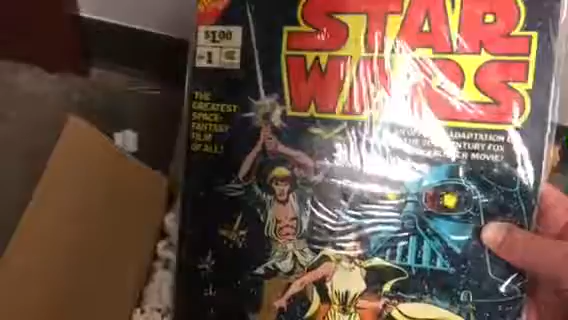 $1.00
#1
STAR
WARS
THE
GREATEST
SPACE-
FANTASY
FILM
OF ALL!
ADAPTATION
CENTURY FOX
MOVIE!